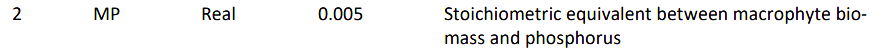 2 MP Real 0.005 Stoichiometric equivalent between macrophyte bio-
mass and phosphorus